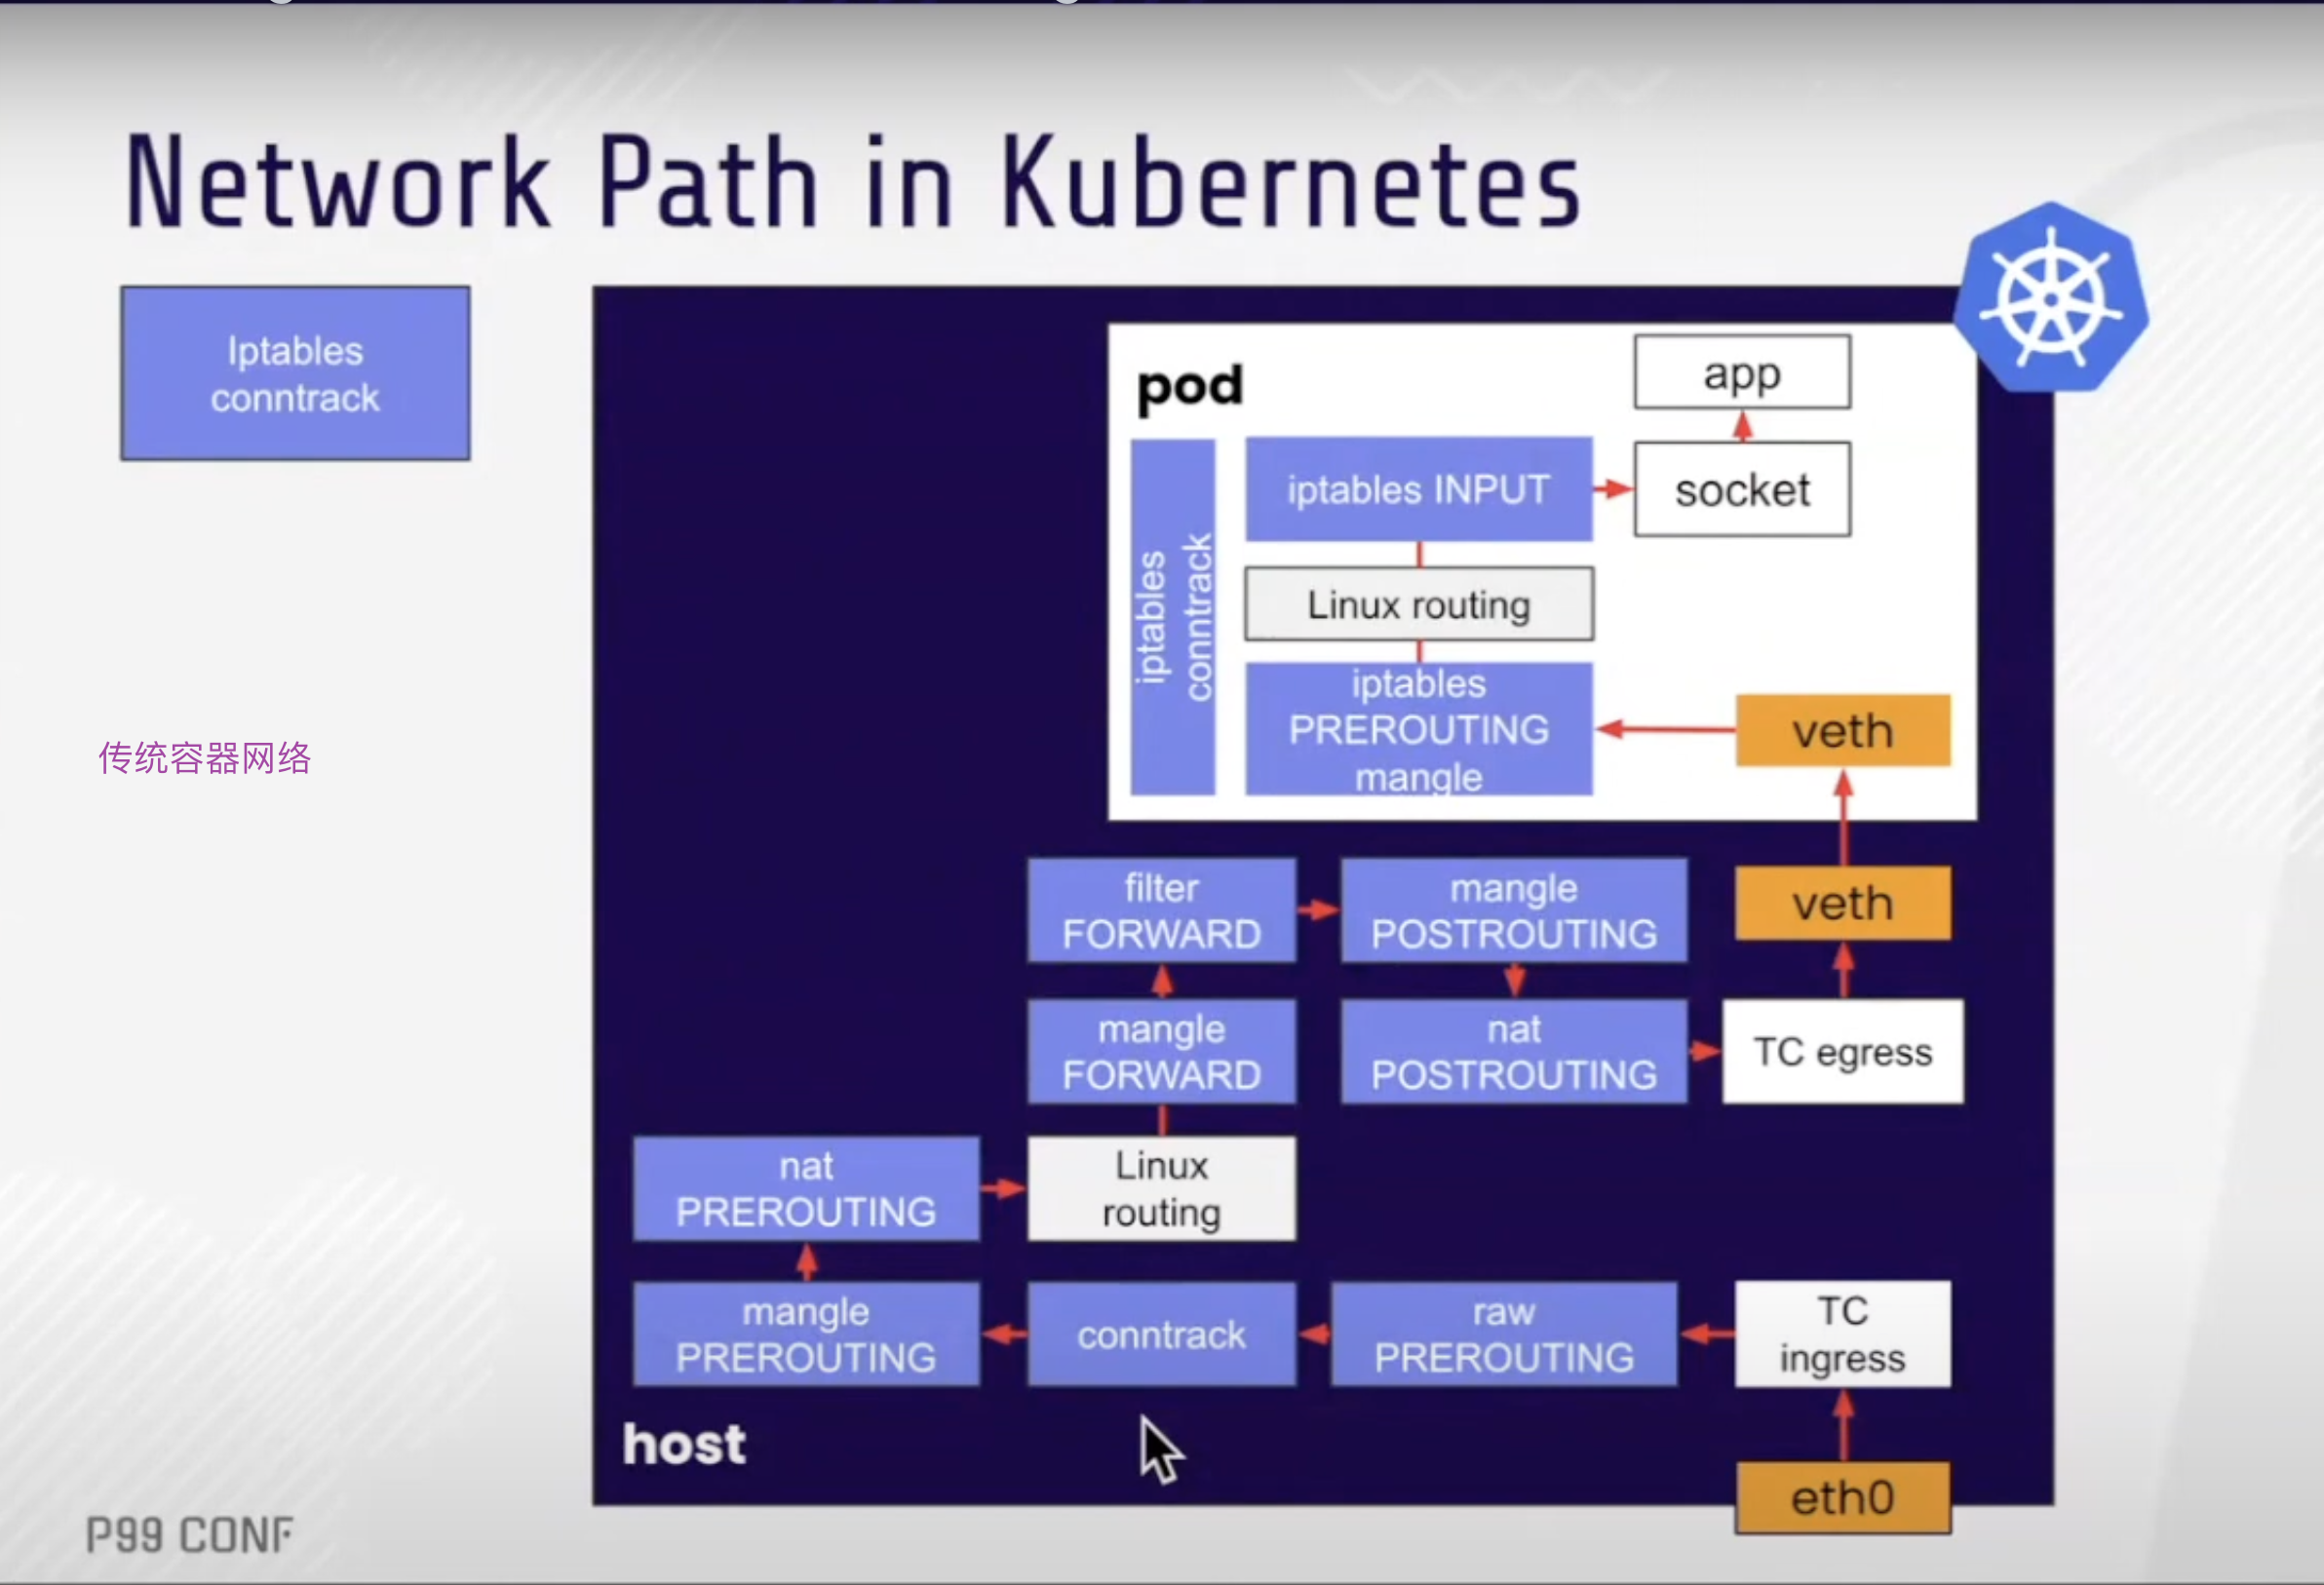 Network Path in Kubernetes
Iptables
conntrack
传统容器网络
pod
app
iptables INPUT
socket
iptables
conntrack
Linux routing
iptables
PREROUTING
mangle
veth
filter
FORWARD
mangle
POSTROUTING
veth
mangle
FORWARD
nat
POSTROUTING
TC egress
nat
PREROUTING
Linux
routing
mangle
PREROUTING
conntrack
raw
PREROUTING
TC
ingress
host
eth0
P99 CONF